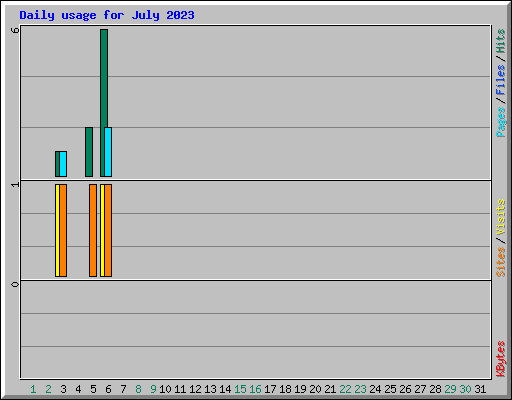 Daily usage for July 2023
6
1
0
Pages / Files / Hits
Sites / Visits
KBytes
1 2 3 4 5 6 7 8 9 10 11 12 13 14 15 16 17 18 19 20 21 22 23 24 25 26 27 28 29 30 31